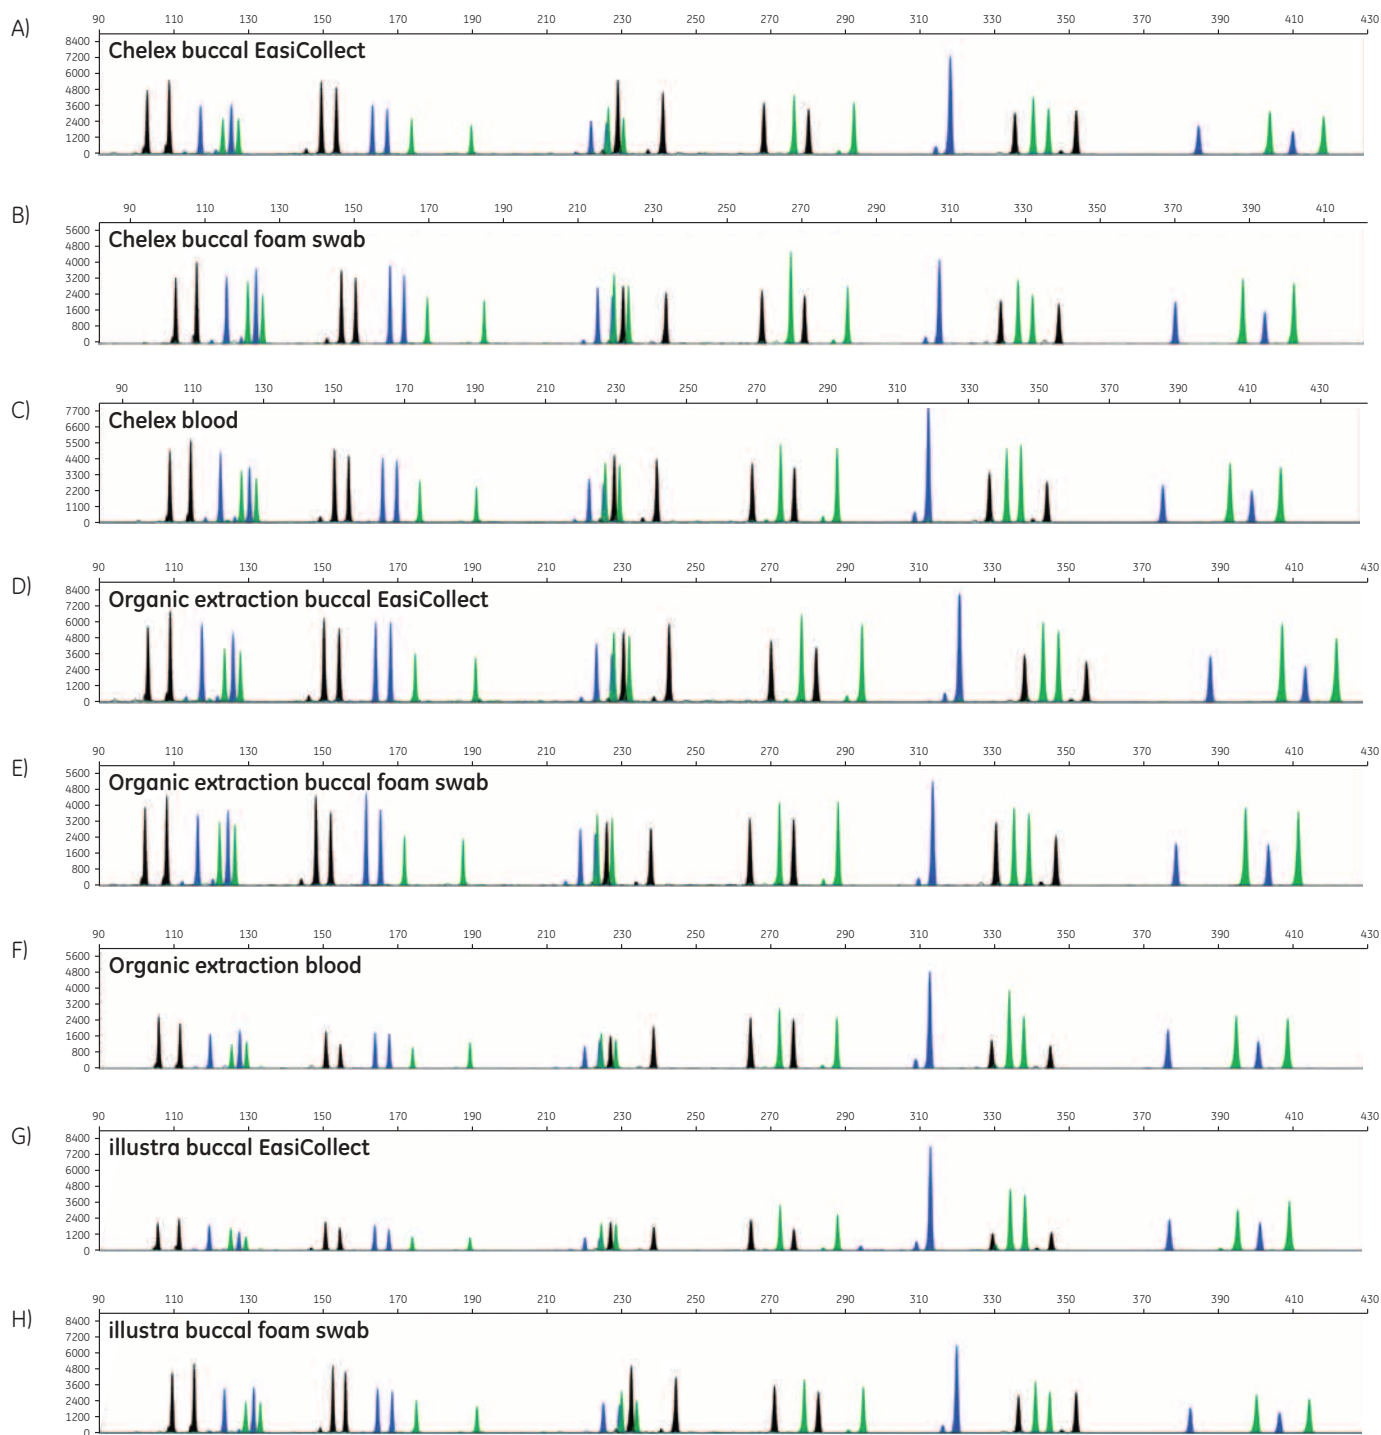 90 110 130 150 170 190 210 230 250 270 290 310 330 350 370 390 410 430
A)
Chelex buccal EasiCollect
8400
7200
6000
4800
3600
2400
1200
0
90 110 130 150 170 190 210 230 250 270 290 310 330 350 370 390 410
B)
Chelex buccal foam swab
5600
4800
4000
3200
2400
1600
800
0
90 110 130 150 170 190 210 230 250 270 290 310 330 350 370 390 410 430
C)
Chelex blood
7700
6600
5500
4400
3300
2200
1100
0
90 110 130 150 170 190 210 230 250 270 290 310 330 350 370 390 410 430
D)
Organic extraction buccal EasiCollect
8400
7200
6000
4800
3600
2400
1200
0
90 110 130 150 170 190 210 230 250 270 290 310 330 350 370 390 410 430
E)
Organic extraction buccal foam swab
5600
4800
4000
3200
2400
1600
800
0
90 110 130 150 170 190 210 230 250 270 290 310 330 350 370 390 410 430
F)
Organic extraction blood
5600
4800
4000
3200
2400
1600
800
0
90 110 130 150 170 190 210 230 250 270 290 310 330 350 370 390 410 430
G)
illustra buccal EasiCollect
8400
7200
6000
4800
3600
2400
1200
0
90 110 130 150 170 190 210 230 250 270 290 310 330 350 370 390 410 430
H)
illustra buccal foam swab
8400
7200
6000
4800
3600
2400
1200
0